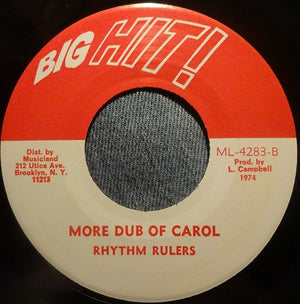 BIG HIT!
Dist. by
Musicland
212 Utica Ave.
Brooklyn, N. Y.
11213
ML-4283-B
Prod. by
L. Campbell
1974
MORE DUB OF CAROL
RHYTHM RULERS